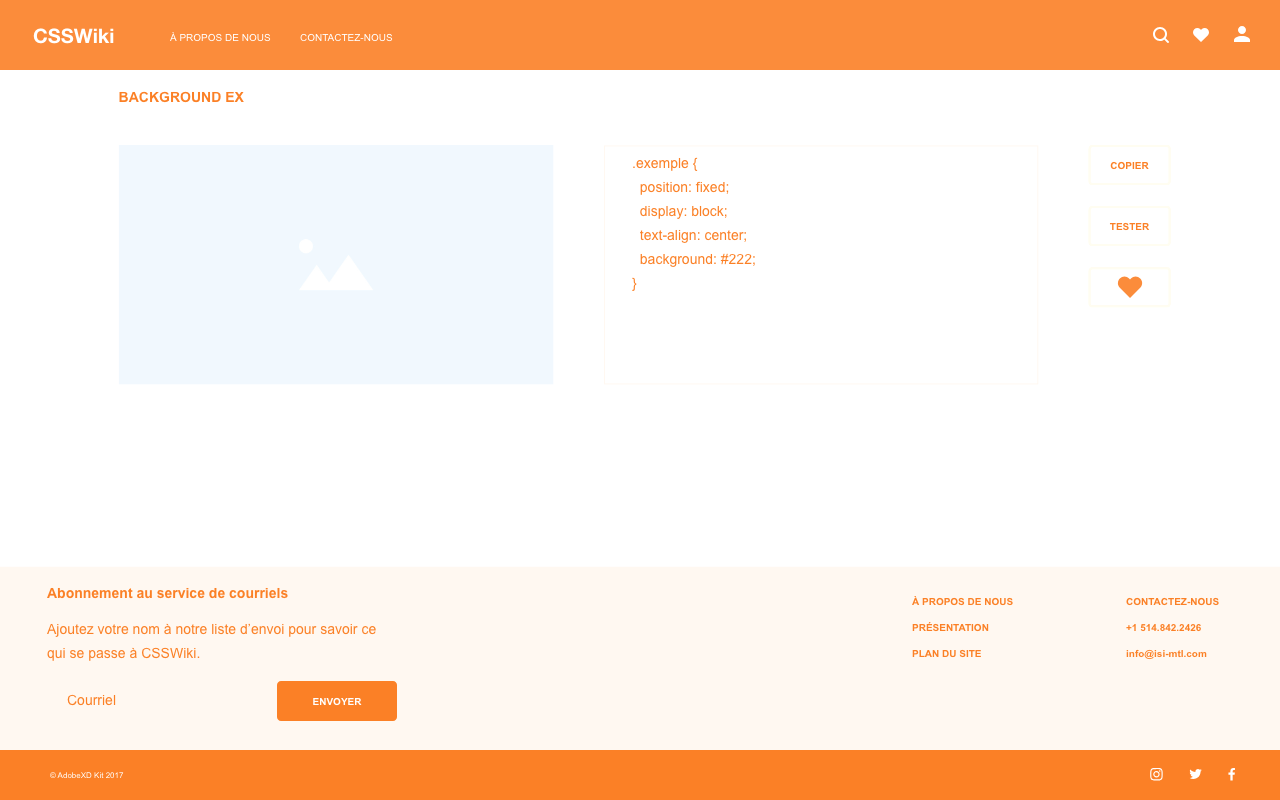 CSSWiki
À PROPOS DE NOUS
CONTACTEZ-NOUS
BACKGROUND EX
.exemple {
  position: fixed;
  display: block;
  text-align: center;
  background: #222;
}
COPIER
TESTER
Abonnement au service de courriels
Ajoutez votre nom à notre liste d´envoi pour savoir ce
qui se passe à CSSWiki.
Courriel
ENVOYER
À PROPOS DE NOUS
PRÉSENTATION
PLAN DU SITE
CONTACTEZ-NOUS
+1 514.842.2426
info@isi-mtl.com
© AdobeXD Kit 2017